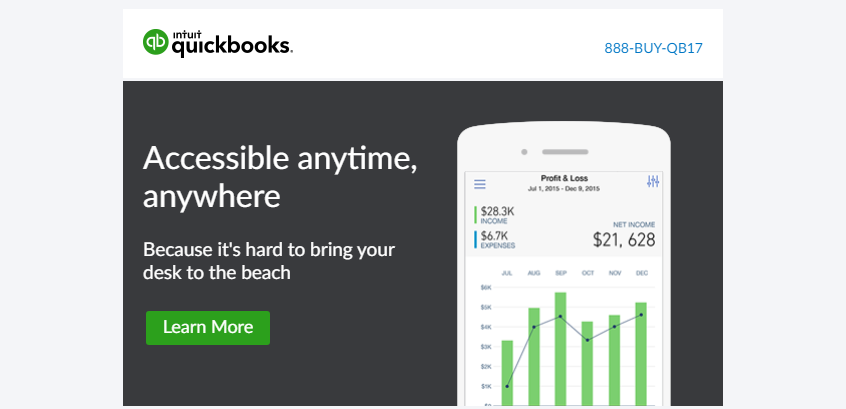 intuit
quickbooks.
888-BUY-QB17
Accessible anytime,
anywhere
Because it's hard to bring your
desk to the beach
Learn More
Profit & Loss
Jul 1, 2015 - Dec 9, 2015
$28.3K
INCOME
$6.7K
EXPENSES
NET INCOME
$21, 628
JUL AUG SEP OCT NOV DEC
$6K
$5K
$4K
$3K
$2K
$1K